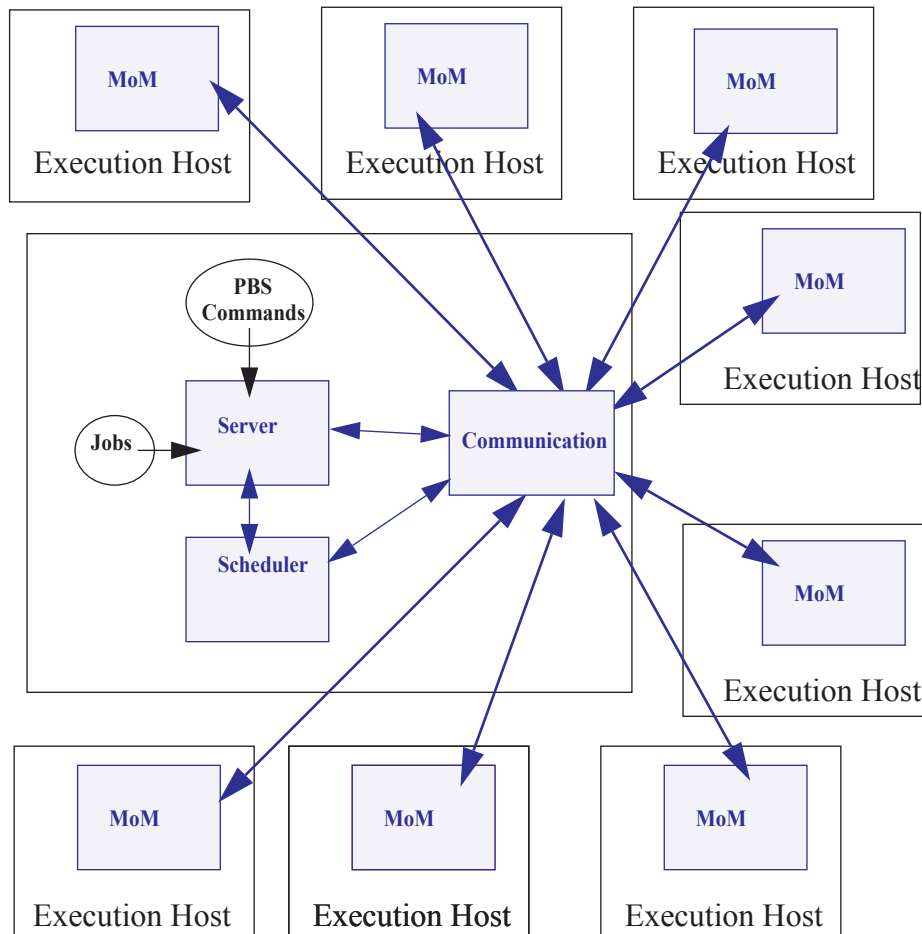 MoM
Execution Host
MoM
Execution Host
MoM
Execution Host
MoM
Execution Host
PBS
Commands
Jobs
Server
Communication
Scheduler
MoM
Execution Host
MoM
Execution Host
MoM
Execution Host
MoM
Execution Host